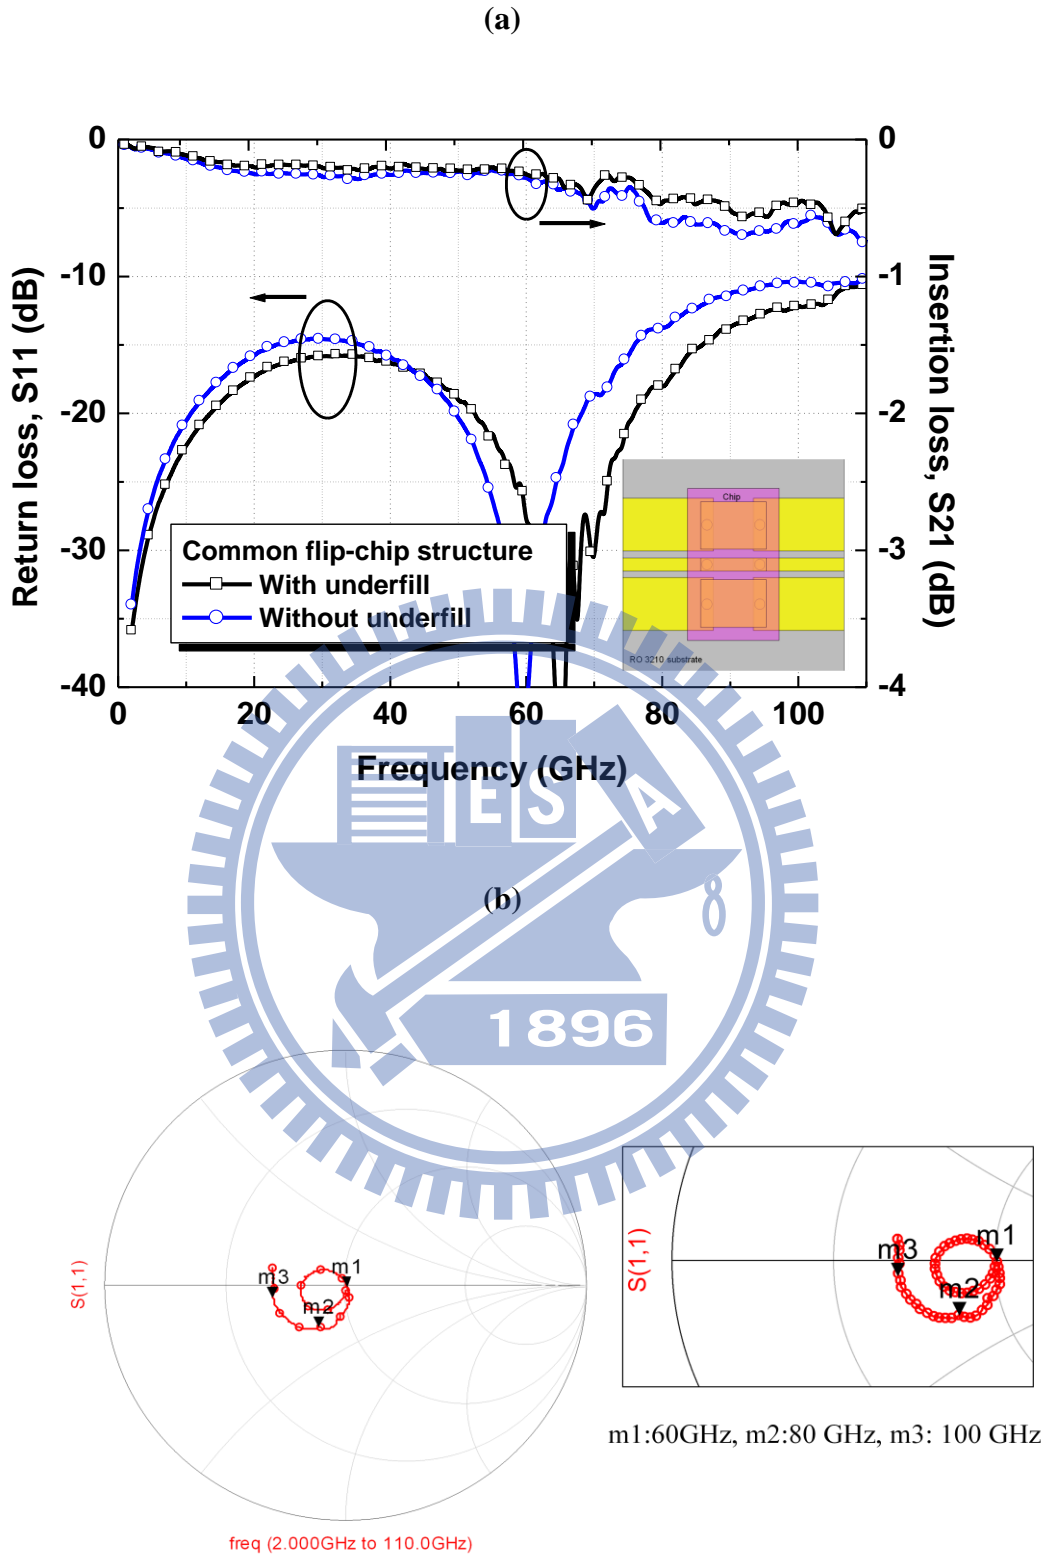 (a)
0
-10
-20
-30
-40
Return loss, S11 (dB)
0
-1
-2
-3
-4
Insertion loss, S21 (dB)
Common flip-chip structure
With underfill
Without underfill
Chip
RO 3210 substrate
0 20 40 60 80 100
Frequency (GHz)
E S A
(b)
8
1896
S(1,1)
m3
m1
m2
freq (2.000GHz to 110.0GHz)
S(1,1)
m3
m1
m2
m1:60GHz, m2:80 GHz, m3: 100 GHz